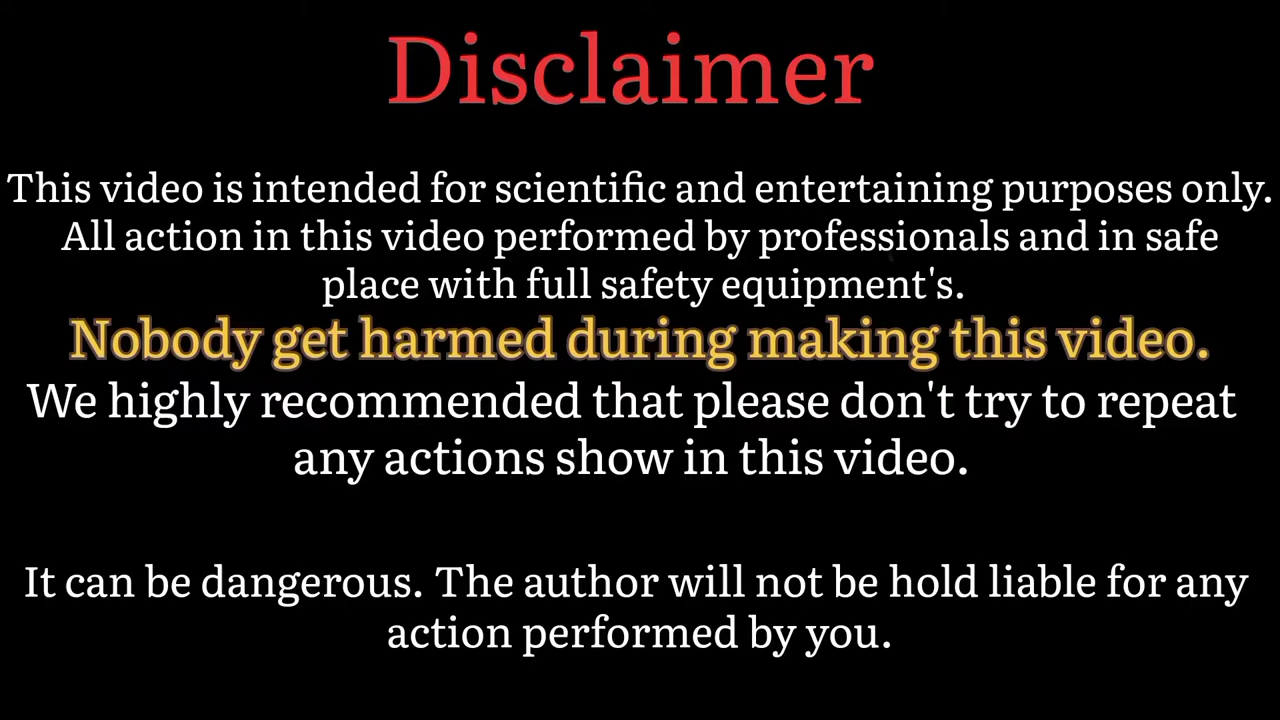 Disclaimer
This video is intended for scientific and entertaining purposes only.
All action in this video performed by professionals and in safe
place with full safety equipment's.
Nobody get harmed during making this video.
We highly recommended that please don't try to repeat
any actions show in this video.
It can be dangerous. The author will not be hold liable for any
action performed by you.